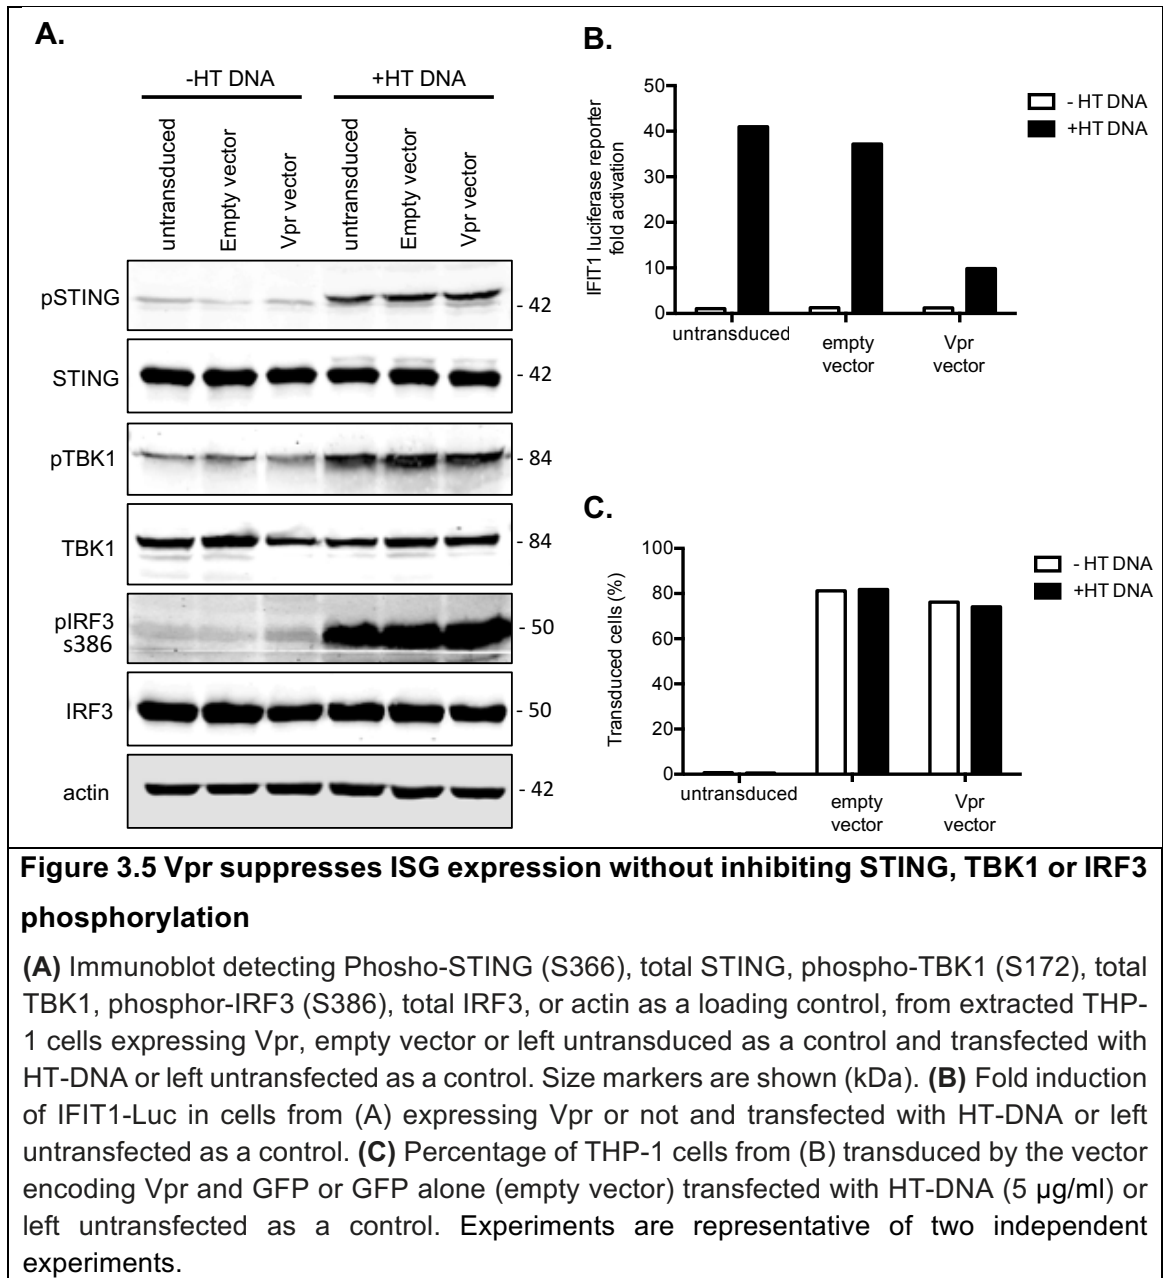 A.
-HT DNA
+HT DNA
untransduced
Empty vector
Vpr vector
untransduced
Empty vector
Vpr vector
pSTING
- 42
STING
- 42
pTBK1
- 84
TBK1
- 84
pIRF3
s386
- 50
IRF3
- 50
actin
- 42
B.
IFIT1 luciferase reporter
fold activation
50
40
30
20
10
0
untransduced
empty
vector
Vpr
vector
- HT DNA
+HT DNA
C.
Transduced cells (%)
100
80
60
40
20
0
untransduced
empty
vector
Vpr
vector
- HT DNA
+HT DNA
Figure 3.5 Vpr suppresses ISG expression without inhibiting STING, TBK1 or IRF3
phosphorylation
(A) Immunoblot detecting Phosho-STING (S366), total STING, phospho-TBK1 (S172), total
TBK1, phosphor-IRF3 (S386), total IRF3, or actin as a loading control, from extracted THP-
1 cells expressing Vpr, empty vector or left untransduced as a control and transfected with
HT-DNA or left untransfected as a control. Size markers are shown (kDa). (B) Fold induction
of IFIT1-Luc in cells from (A) expressing Vpr or not and transfected with HT-DNA or left
untransfected as a control. (C) Percentage of THP-1 cells from (B) transduced by the vector
encoding Vpr and GFP or GFP alone (empty vector) transfected with HT-DNA (5 µg/ml) or
left untransfected as a control. Experiments are representative of two independent
experiments.